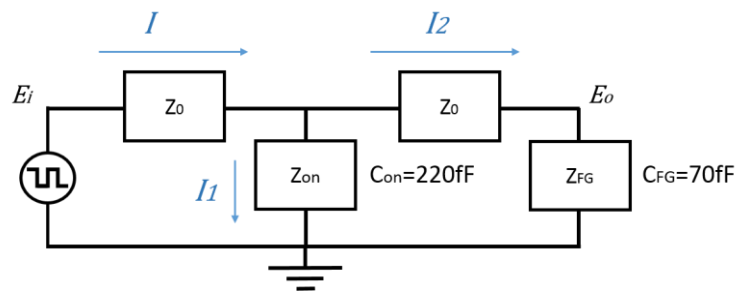 I
I2
Ei
Z0
Z0
Eo
I1
Zon
Con=220fF
ZFG
CFG=70fF